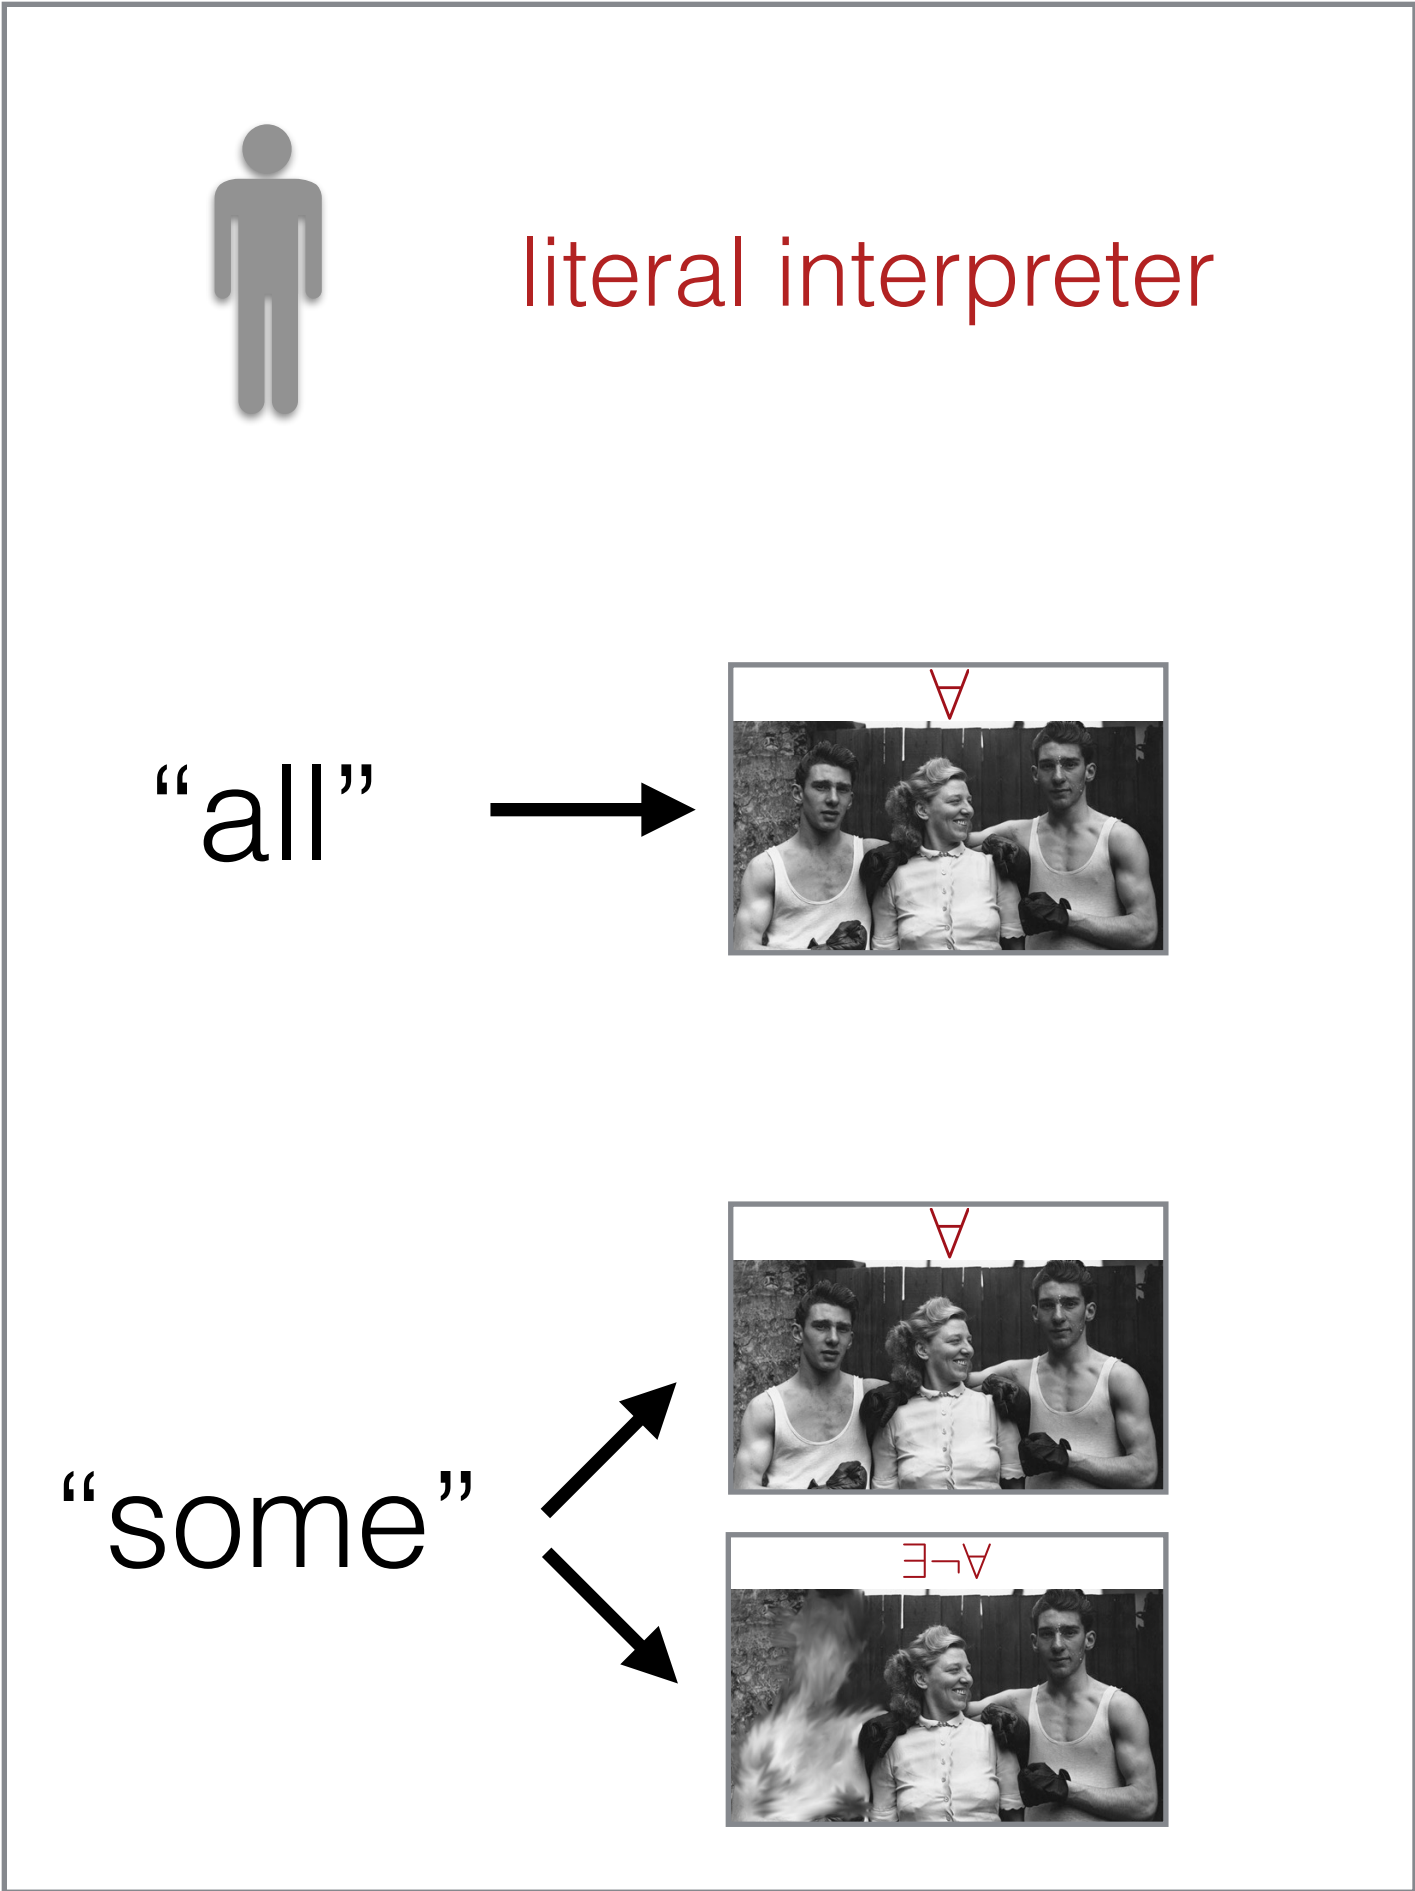 literal interpreter
∀
“all”
∀
“some”
∃¬∀